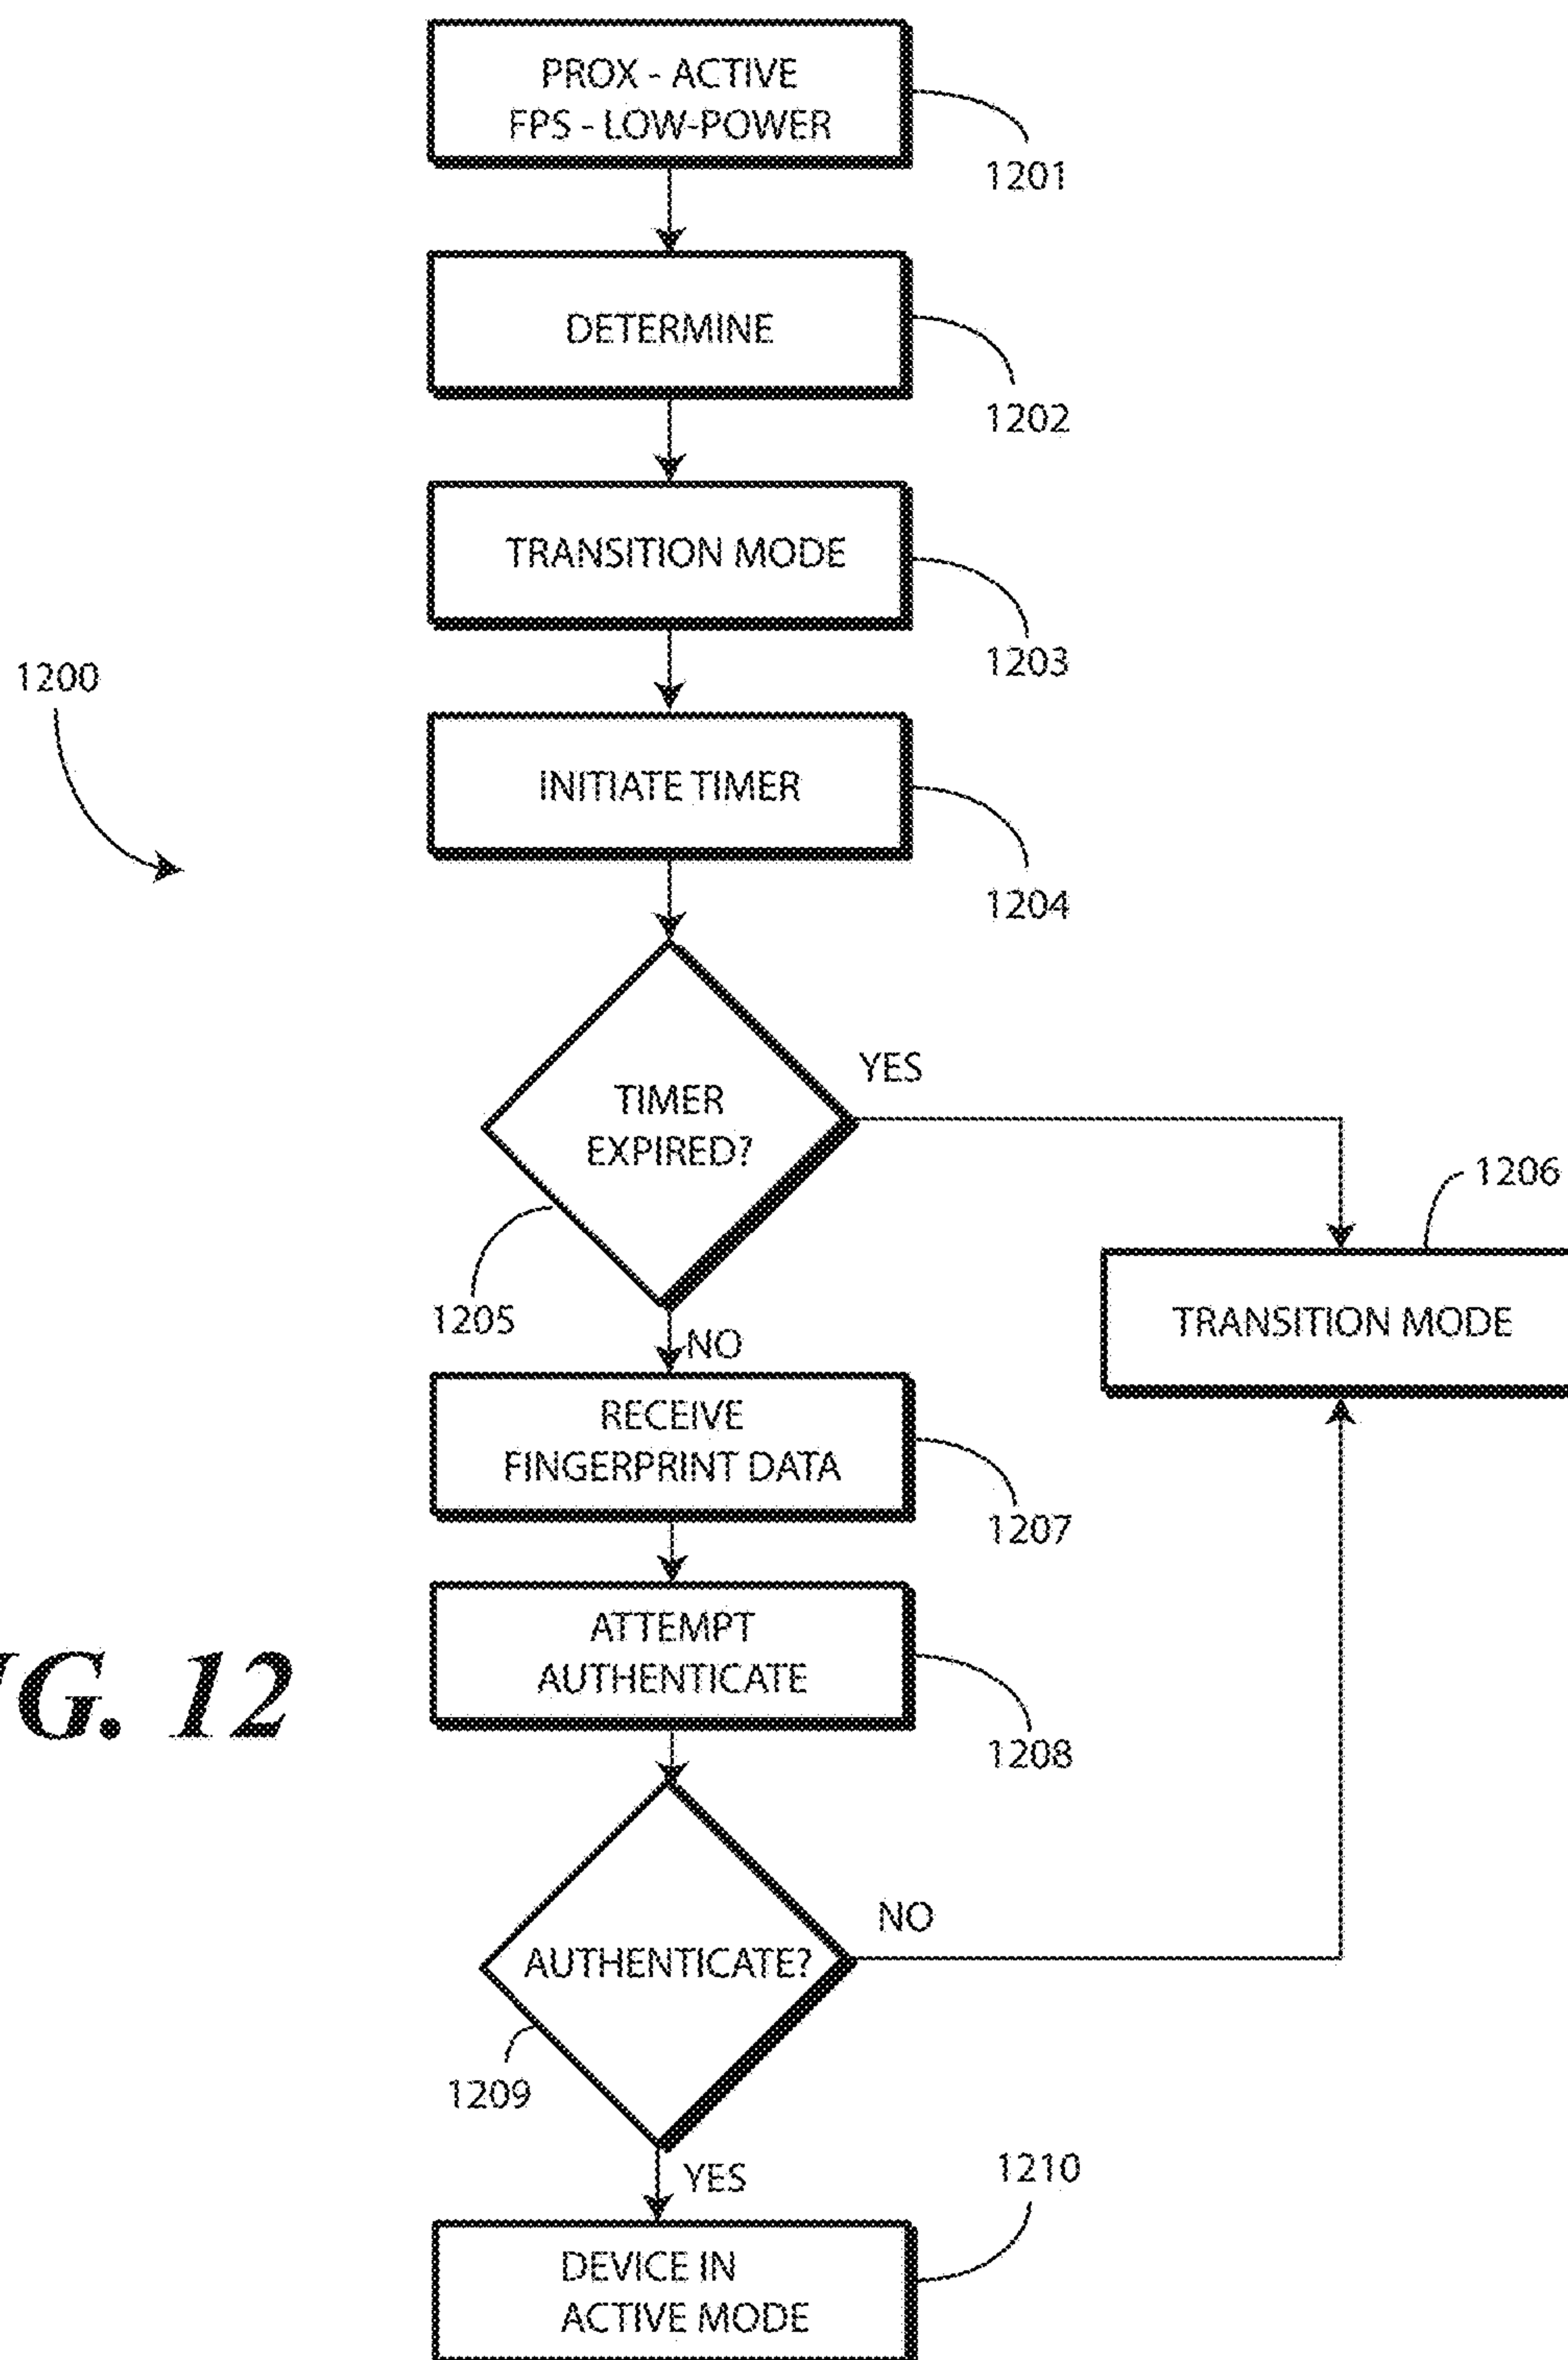 PROX - ACTIVE
FPS - LOW-POWER
1201
DETERMINE
1202
TRANSITION MODE
1203
1200
INITIATE TIMER
1204
TIMER
EXPIRED?
YES
1205
1206
TRANSITION MODE
NO
RECEIVE
FINGERPRINT DATA
1207
ATTEMPT
AUTHENTICATE
1208
G. 12
AUTHENTICATE?
NO
1209
YES
1210
DEVICE IN
ACTIVE MODE